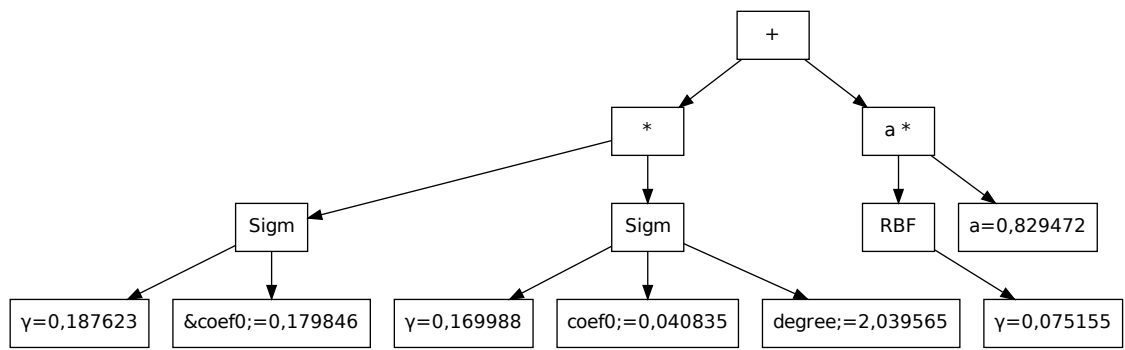 +
*
a *
Sigm
Sigm
RBF
a=0,829472
γ=0,187623
&coef0;=0,179846
γ=0,169988
coef0;=0,040835
degree;=2,039565
γ=0,075155